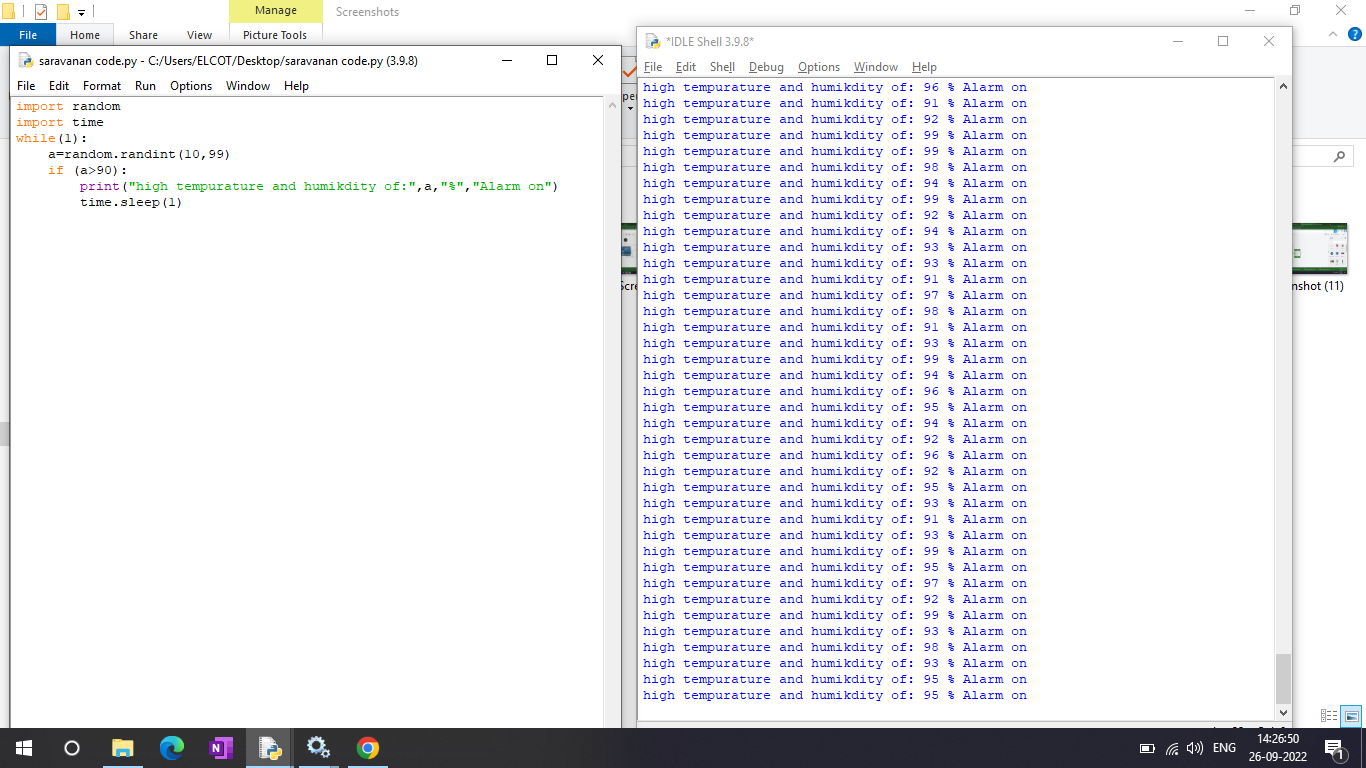 Manage
Screenshots
File Home Share View Picture Tools
saravanan code.py - C:/Users/ELCOT/Desktop/saravanan code.py (3.9.8)
File Edit Format Run Options Window Help
import random
import time
while(1):
    a=random.randint(10,99)
    if (a>90):
        print("high tempurature and humikdity of:",a,"%","Alarm on")
        time.sleep(1)
*IDLE Shell 3.9.8*
File Edit Shell Debug Options Window Help
high tempurature and humikdity of: 96 % Alarm on
high tempurature and humikdity of: 91 % Alarm on
high tempurature and humikdity of: 92 % Alarm on
high tempurature and humikdity of: 99 % Alarm on
high tempurature and humikdity of: 99 % Alarm on
high tempurature and humikdity of: 98 % Alarm on
high tempurature and humikdity of: 94 % Alarm on
high tempurature and humikdity of: 99 % Alarm on
high tempurature and humikdity of: 92 % Alarm on
high tempurature and humikdity of: 94 % Alarm on
high tempurature and humikdity of: 93 % Alarm on
high tempurature and humikdity of: 93 % Alarm on
high tempurature and humikdity of: 91 % Alarm on
high tempurature and humikdity of: 97 % Alarm on
high tempurature and humikdity of: 98 % Alarm on
high tempurature and humikdity of: 91 % Alarm on
high tempurature and humikdity of: 93 % Alarm on
high tempurature and humikdity of: 99 % Alarm on
high tempurature and humikdity of: 94 % Alarm on
high tempurature and humikdity of: 96 % Alarm on
high tempurature and humikdity of: 95 % Alarm on
high tempurature and humikdity of: 94 % Alarm on
high tempurature and humikdity of: 92 % Alarm on
high tempurature and humikdity of: 96 % Alarm on
high tempurature and humikdity of: 92 % Alarm on
high tempurature and humikdity of: 95 % Alarm on
high tempurature and humikdity of: 93 % Alarm on
high tempurature and humikdity of: 91 % Alarm on
high tempurature and humikdity of: 93 % Alarm on
high tempurature and humikdity of: 99 % Alarm on
high tempurature and humikdity of: 95 % Alarm on
high tempurature and humikdity of: 97 % Alarm on
high tempurature and humikdity of: 92 % Alarm on
high tempurature and humikdity of: 99 % Alarm on
high tempurature and humikdity of: 93 % Alarm on
high tempurature and humikdity of: 98 % Alarm on
high tempurature and humikdity of: 93 % Alarm on
high tempurature and humikdity of: 95 % Alarm on
high tempurature and humikdity of: 95 % Alarm on
nshot (11)
ENG
14:26:50
26-09-2022
1